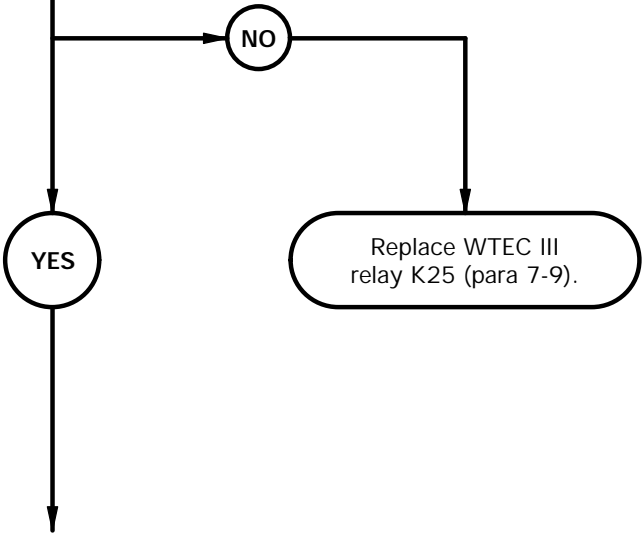 NO
YES
Replace WTEC III
relay K25 (para 7-9).